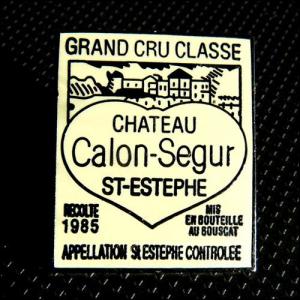 GRAND CRU CLASSE
CHATEAU
Calon-Segur
ST-ESTEPHE
RECOLTE
1985
MIS
EN BOUTEILLE
AU BOUSCAT
APPELLATION St ESTEPHE CONTROLEE